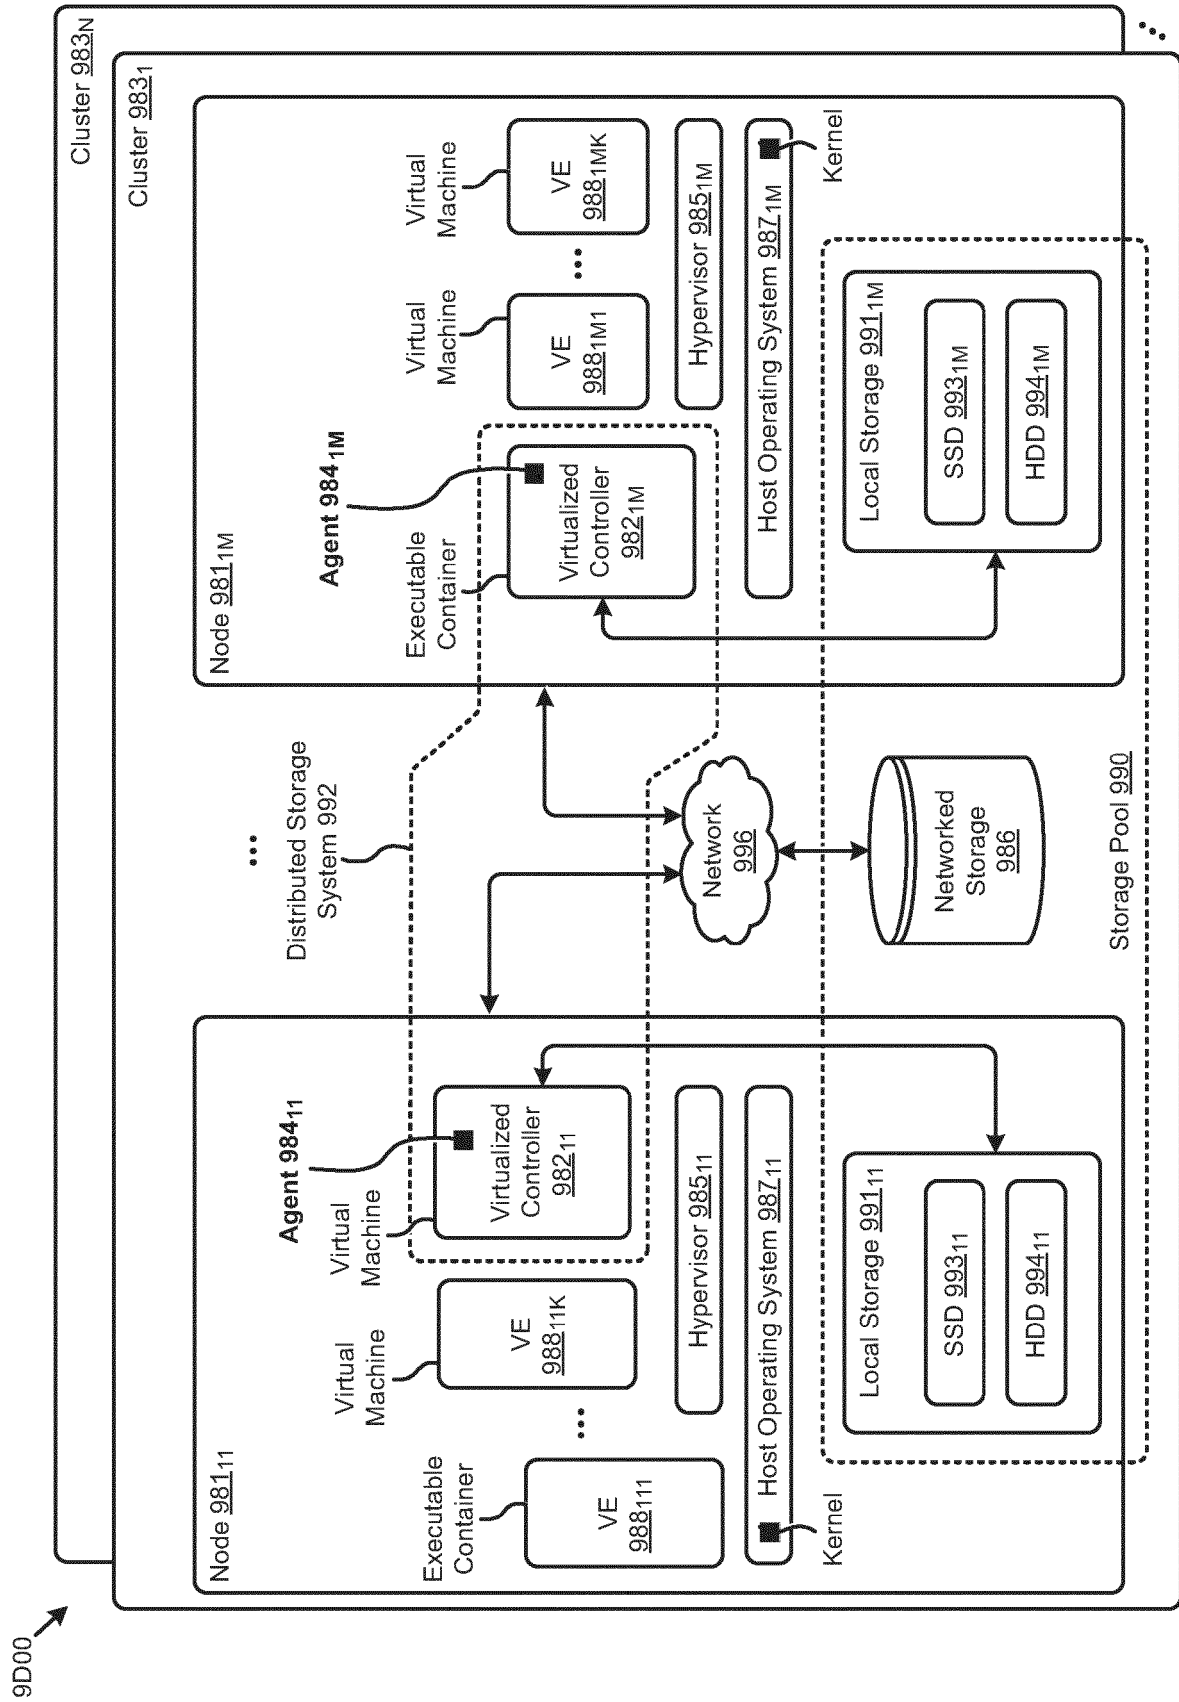 9D00
Cluster 983N
Cluster 9831
Node 98111
Agent 98411
Virtual
Machine
Virtualized
Controller
98211
Virtual
Machine
VE
98811K
Executable
Container
VE
988111
•••
Hypervisor 98511
Host Operating System 98711
Kernel
Local Storage 99111
SSD 99311
HDD 99411
•••
Distributed Storage
System 992
Network
996
Networked
Storage
986
Storage Pool 990
Node 9811M
Agent 9841M
Executable
Container
Virtualized
Controller
9821M
Virtual
Machine
VE
9881M1
•••
Virtual
Machine
VE
9881MK
Hypervisor 9851M
Host Operating System 9871M
Kernel
Local Storage 9911M
SSD 9931M
HDD 9941M
•••